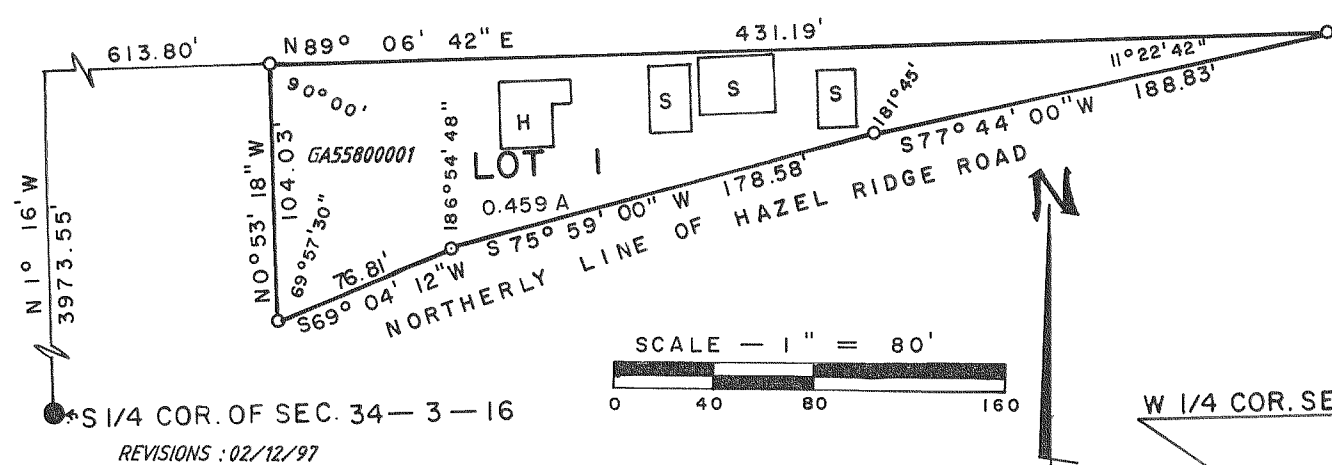 613.80'
N89° 06' 42" E
431.19'
11° 22' 42"
188.83'
90° 00'
S
S
S
H
181° 45'
S77° 44' 00" W
GA55800001
186° 54' 48"
LOT 1
0.459 A
178.58'
N 1° 16' W
3973.55'
N0° 53' 18" W
104.03'
69° 57' 30"
76.81'
S 75° 59' 00" W
S69° 04' 12" W
NORTHERLY LINE OF HAZEL RIDGE ROAD
N
SCALE — 1" = 80'
0 40 80 160
S 1/4 COR. OF SEC. 34 — 3 — 16
W 1/4 COR. SE
REVISIONS : 02/12/97